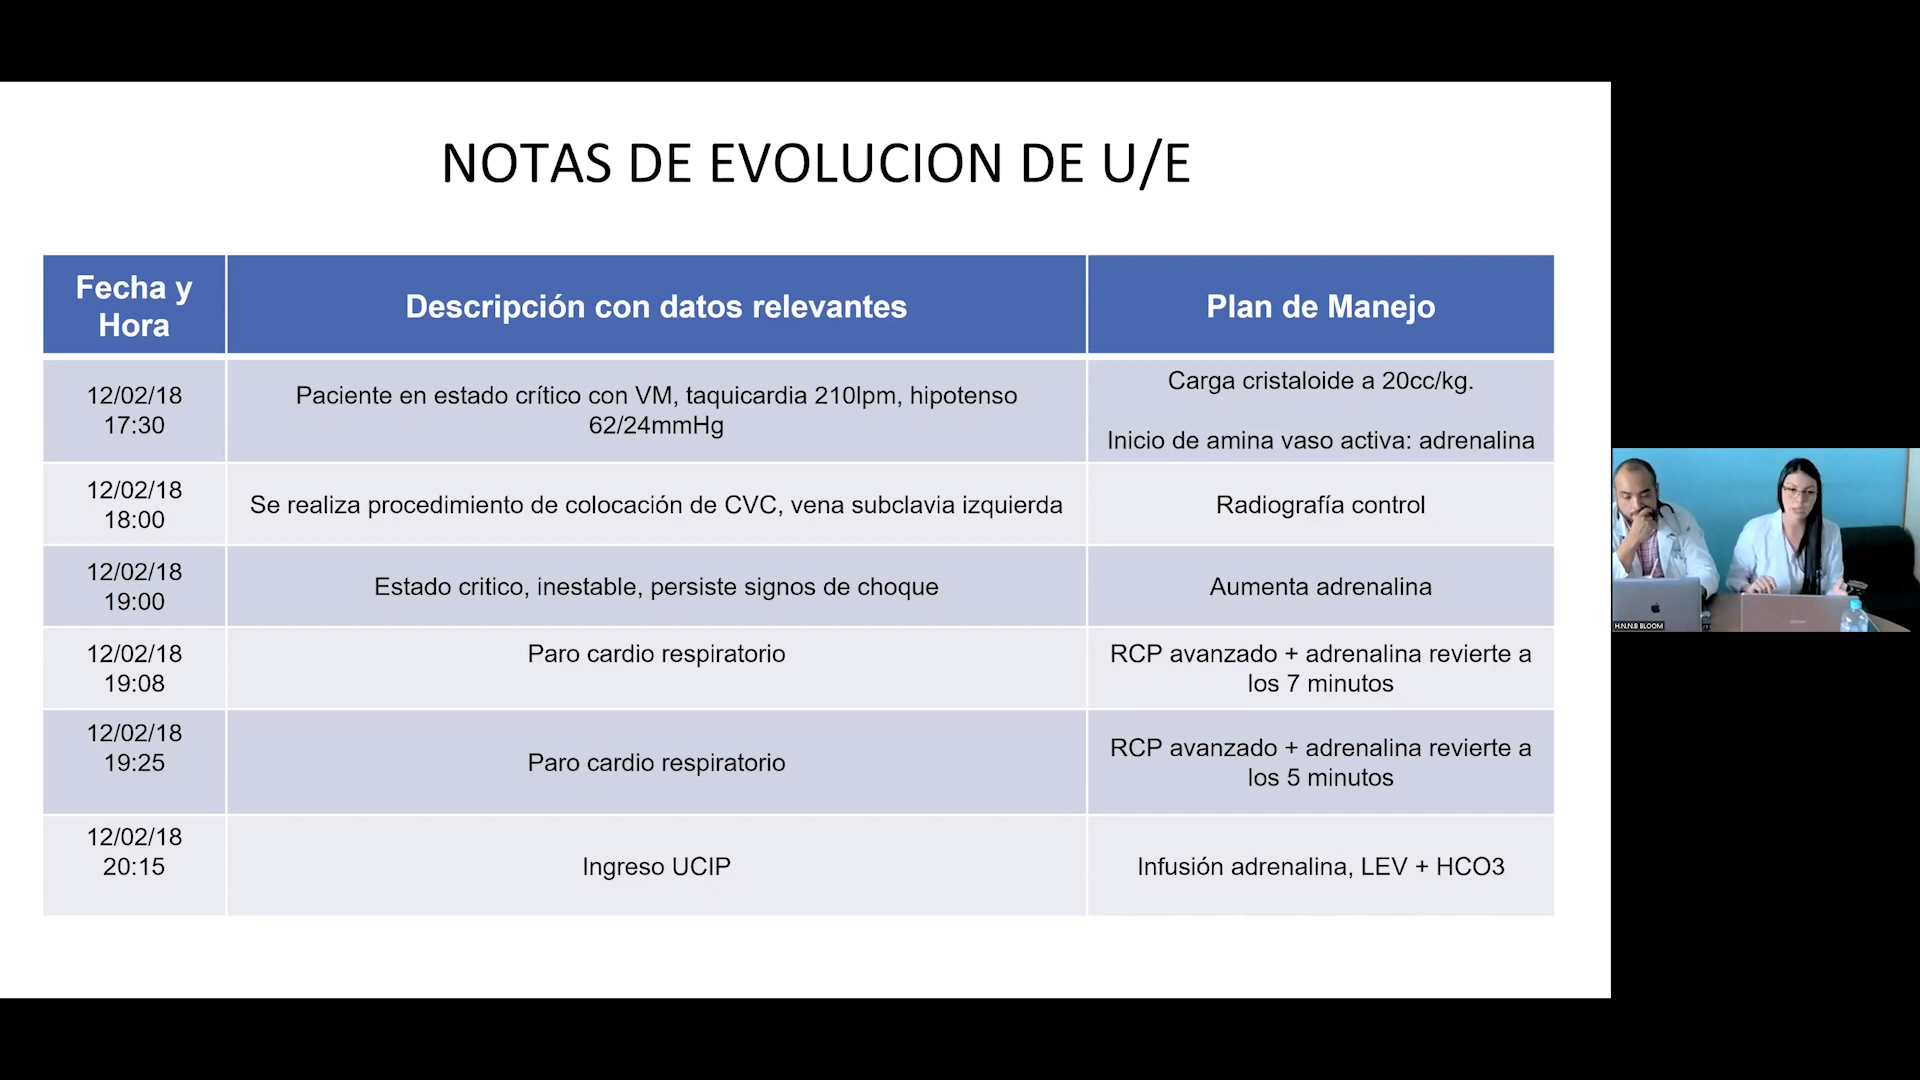 NOTAS DE EVOLUCION DE U/E
Fecha y
Hora
Descripción con datos relevantes
Plan de Manejo
12/02/18
17:30
Paciente en estado crítico con VM, taquicardia 210lpm, hipotenso
62/24mmHg
Carga cristaloide a 20cc/kg.
Inicio de amina vaso activa: adrenalina
12/02/18
18:00
Se realiza procedimiento de colocación de CVC, vena subclavia izquierda
Radiografía control
12/02/18
19:00
Estado critico, inestable, persiste signos de choque
Aumenta adrenalina
12/02/18
19:08
Paro cardio respiratorio
RCP avanzado + adrenalina revierte a
los 7 minutos
12/02/18
19:25
Paro cardio respiratorio
RCP avanzado + adrenalina revierte a
los 5 minutos
12/02/18
20:15
Ingreso UCIP
Infusión adrenalina, LEV + HCO3
H.N.N.B BLOOM